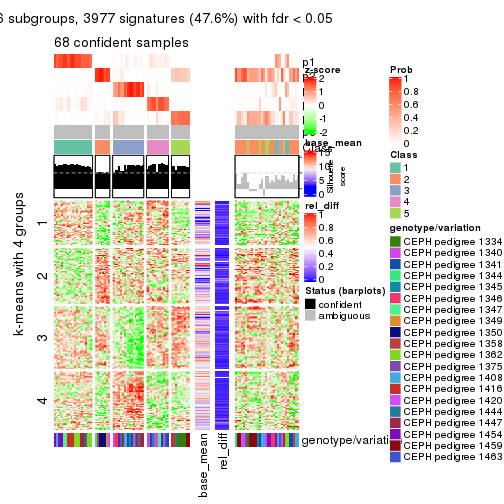 6 subgroups, 3977 signatures (47.6%) with fdr < 0.05
68 confident samples
p1
p2
Class
Silhouette
score
k-means with 4 groups
1
2
3
4
base_mean
rel_diff
genotype/variati
z-score
2
1
0
-1
-2
base_mean
15
10
5
0
rel_diff
1
0.8
0.6
0.4
0.2
0
Status (barplots)
confident
ambiguous
Prob
1
0.8
0.6
0.4
0.2
0
Class
1
2
3
4
5
genotype/variation
CEPH pedigree 1334
CEPH pedigree 1340
CEPH pedigree 1341
CEPH pedigree 1344
CEPH pedigree 1345
CEPH pedigree 1346
CEPH pedigree 1347
CEPH pedigree 1349
CEPH pedigree 1350
CEPH pedigree 1358
CEPH pedigree 1362
CEPH pedigree 1375
CEPH pedigree 1408
CEPH pedigree 1416
CEPH pedigree 1420
CEPH pedigree 1444
CEPH pedigree 1447
CEPH pedigree 1454
CEPH pedigree 1459
CEPH pedigree 1463